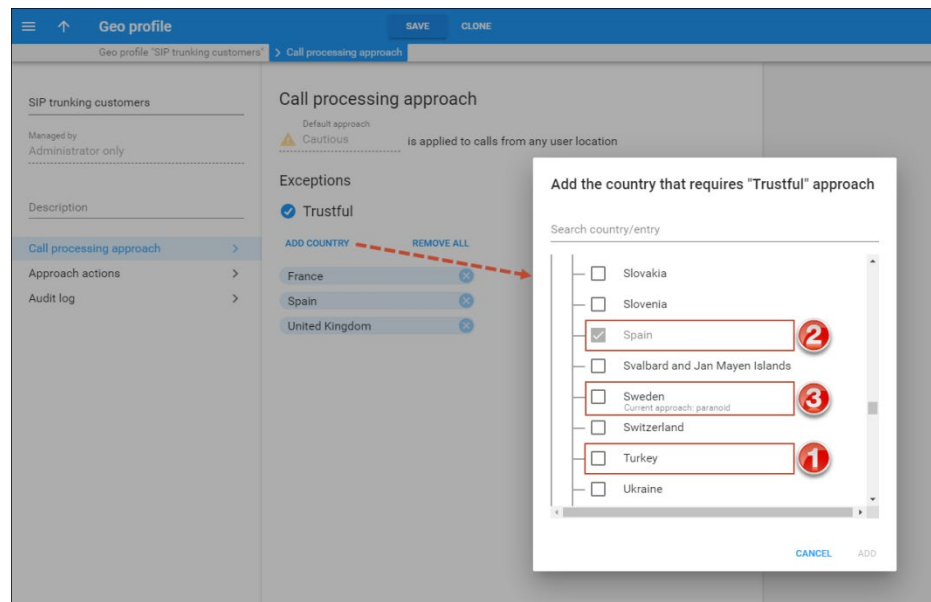 Geo profile
SAVE
CLONE
Geo profile "SIP trunking customers"
Call processing approach
SIP trunking customers
Managed by
Administrator only
Description
Call processing approach
Approach actions
Audit log
Call processing approach
Default approach
Cautious
is applied to calls from any user location
Exceptions
Trustful
ADD COUNTRY
REMOVE ALL
France
Spain
United Kingdom
Add the country that requires "Trustful" approach
Search country/entry
Slovakia
Slovenia
Spain
2
Svalbard and Jan Mayen Islands
Sweden
Current approach: paranoid
3
Switzerland
Turkey
1
Ukraine
CANCEL
ADD